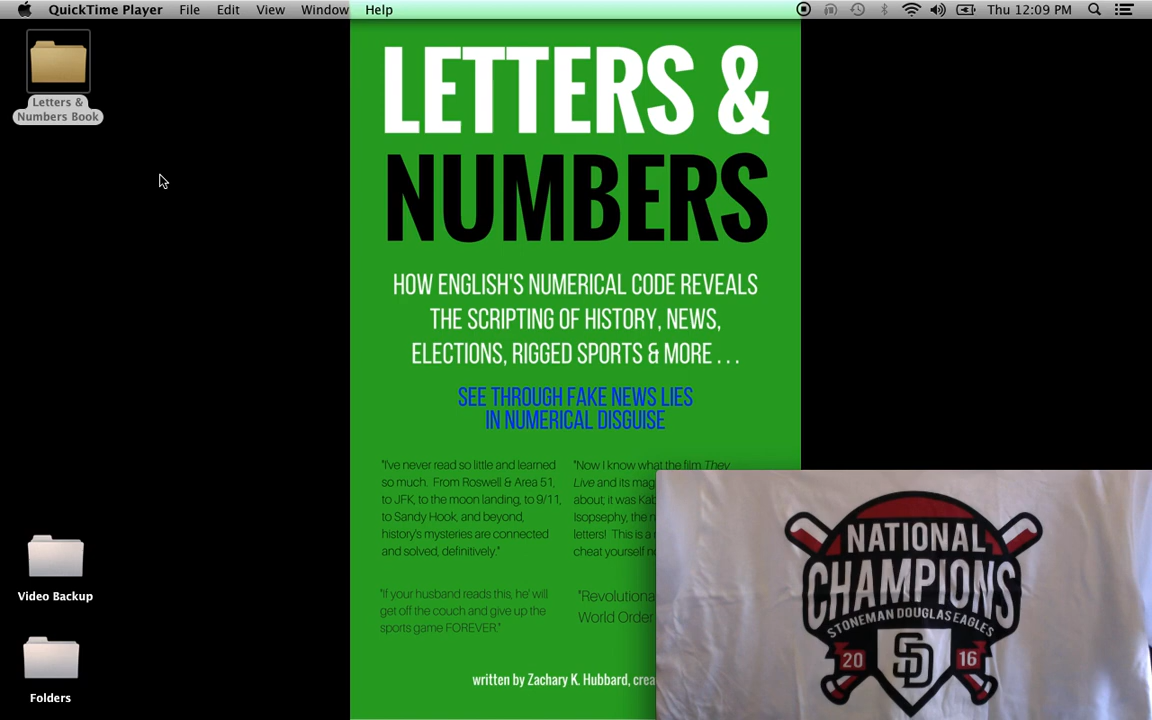 QuickTime Player File Edit View Window Help
Thu 12:09 PM
Letters &
Numbers Book
Video Backup
Folders
LETTERS &
NUMBERS
HOW ENGLISH'S NUMERICAL CODE REVEALS
THE SCRIPTING OF HISTORY, NEWS,
ELECTIONS, RIGGED SPORTS & MORE . . .
SEE THROUGH FAKE NEWS LIES
IN NUMERICAL DISGUISE
"I've never read so little and learned
so much. From Roswell & Area 51,
to JFK, to the moon landing, to 9/11,
to Sandy Hook, and beyond,
history's mysteries are connected
and solved, definitively."
"If your husband reads this, he' will
get off the couch and give up the
sports game FOREVER."
"Now I know what the film They
Live and its
about; it was
Isopsephy, the
letters! This is a
cheat yourself
"Revolutiona
World Order
written by Zachary K. Hubbard,
NATIONAL
CHAMPIONS
STONEMAN DOUGLAS EAGLES
20 SD 16